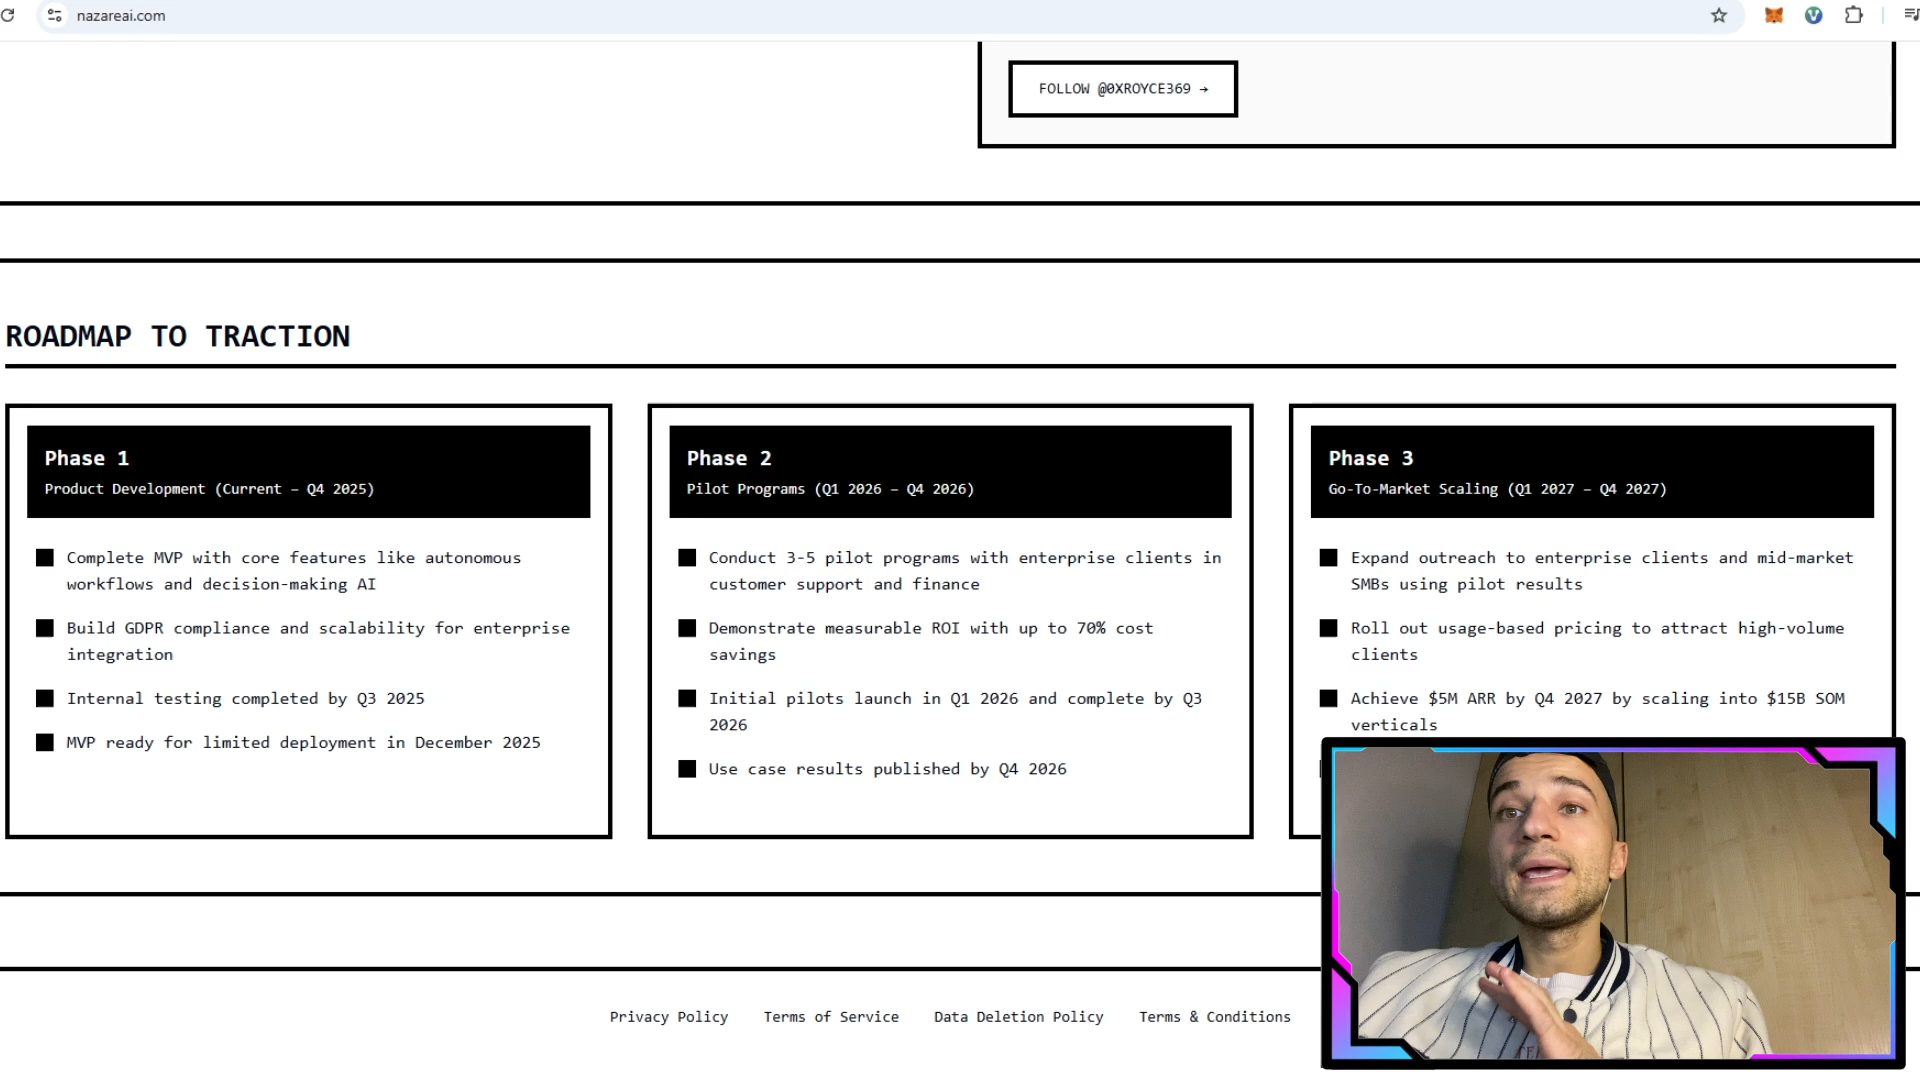 nazareai.com
FOLLOW @0XROYCE369 →
ROADMAP TO TRACTION
Phase 1
Product Development (Current – Q4 2025)
Complete MVP with core features like autonomous
workflows and decision-making AI
Build GDPR compliance and scalability for enterprise
integration
Internal testing completed by Q3 2025
MVP ready for limited deployment in December 2025
Phase 2
Pilot Programs (Q1 2026 – Q4 2026)
Conduct 3-5 pilot programs with enterprise clients in
customer support and finance
Demonstrate measurable ROI with up to 70% cost
savings
Initial pilots launch in Q1 2026 and complete by Q3
2026
Use case results published by Q4 2026
Phase 3
Go-To-Market Scaling (Q1 2027 – Q4 2027)
Expand outreach to enterprise clients and mid-market
SMBs using pilot results
Roll out usage-based pricing to attract high-volume
clients
Achieve $5M ARR by Q4 2027 by scaling into $15B SOM
verticals
Privacy Policy
Terms of Service
Data Deletion Policy
Terms & Conditions